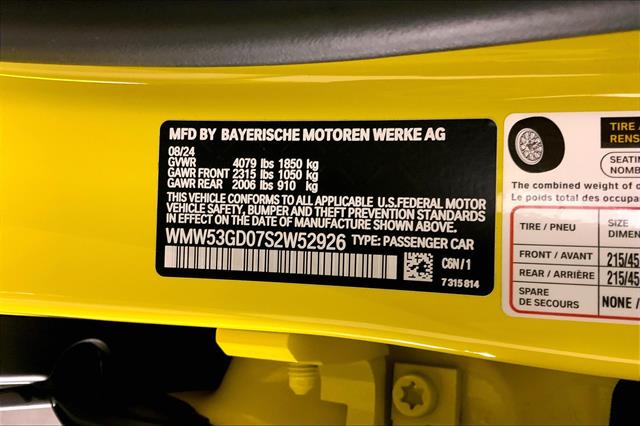 MFD BY BAYERISCHE MOTOREN WERKE AG
08/24
GVWR 4079 lbs 1850 kg
GAWR FRONT 2315 lbs 1050 kg
GAWR REAR 2006 lbs 910 kg
THIS VEHICLE CONFORMS TO ALL APPLICABLE U.S.FEDERAL MOTOR
VEHICLE SAFETY, BUMPER AND THEFT PREVENTION STANDARDS
IN EFFECT ON THE DATE OF MANUFACTURE SHOWN ABOVE.
WMW53GD07S2W52926 TYPE: PASSENGER CAR
C6N/1
7 315 814
TIRE
RENS
SEATIN
NOMB
The combined weight of
Le poids total des occupa
TIRE / PNEU SIZE
DIMEN
FRONT / AVANT 215/45
REAR / ARRIÈRE 215/45
SPARE
DE SECOURS NONE /